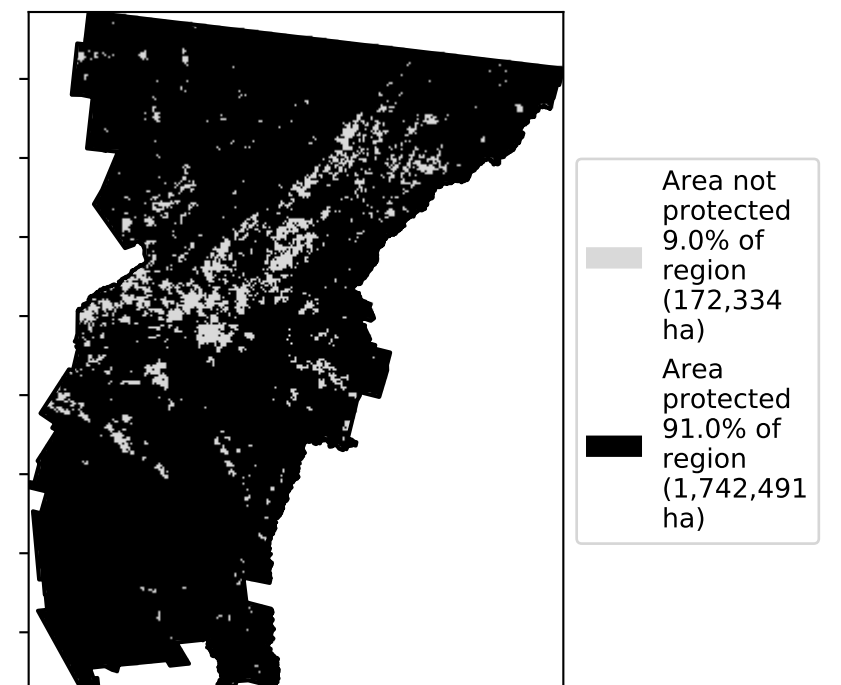 Area not
protected
9.0% of
region
(172,334
ha)
Area
protected
91.0% of
region
(1,742,491
ha)